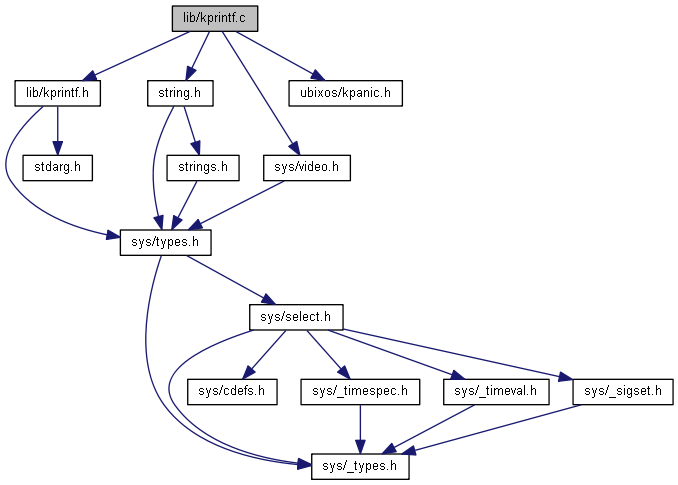 lib/kprintf.c
lib/kprintf.h
string.h
ubixos/kpanic.h
stdarg.h
strings.h
sys/video.h
sys/types.h
sys/select.h
sys/cdefs.h
sys/_timespec.h
sys/_timeval.h
sys/_sigset.h
sys/_types.h